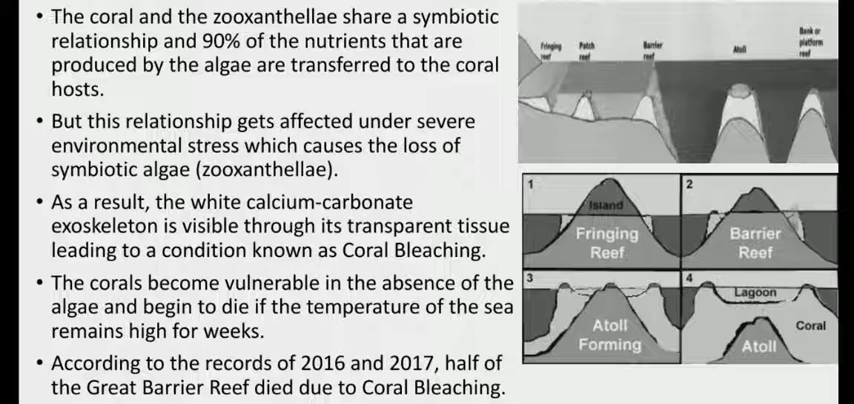 • The coral and the zooxanthellae share a symbiotic
relationship and 90% of the nutrients that are
produced by the algae are transferred to the coral
hosts.
• But this relationship gets affected under severe
environmental stress which causes the loss of
symbiotic algae (zooxanthellae).
• As a result, the white calcium-carbonate
exoskeleton is visible through its transparent tissue
leading to a condition known as Coral Bleaching.
• The corals become vulnerable in the absence of the
algae and begin to die if the temperature of the sea
remains high for weeks.
• According to the records of 2016 and 2017, half of
the Great Barrier Reef died due to Coral Bleaching.
Fringing
reef
Patch
reef
Barrier
reef
Atoll
Bank or
platform
reef
1
Island
Fringing
Reef
2
Barrier
Reef
3
Atoll
Forming
4
Lagoon
Coral
Atoll